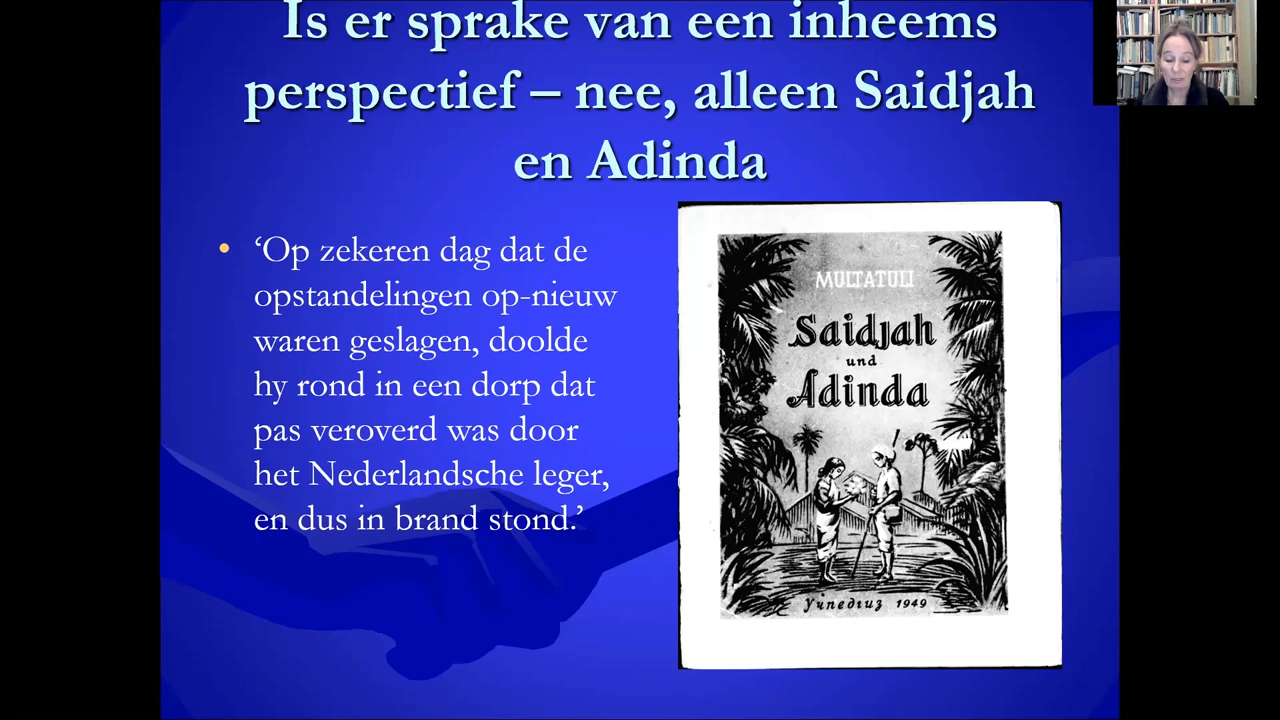 Is er sprake van een inheems
perspectief – nee, alleen Saidjah
en Adinda
• ‘Op zekeren dag dat de
opstandelingen op-nieuw
waren geslagen, doolde
hy rond in een dorp dat
pas veroverd was door
het Nederlandsche leger,
en dus in brand stond.’
MULTATULI
Saidjah
und
Adinda
1949